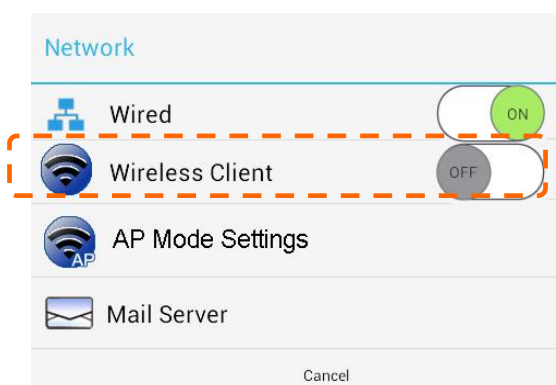 Network
Wired ON
Wireless Client OFF
AP
AP Mode Settings
Mail Server
Cancel